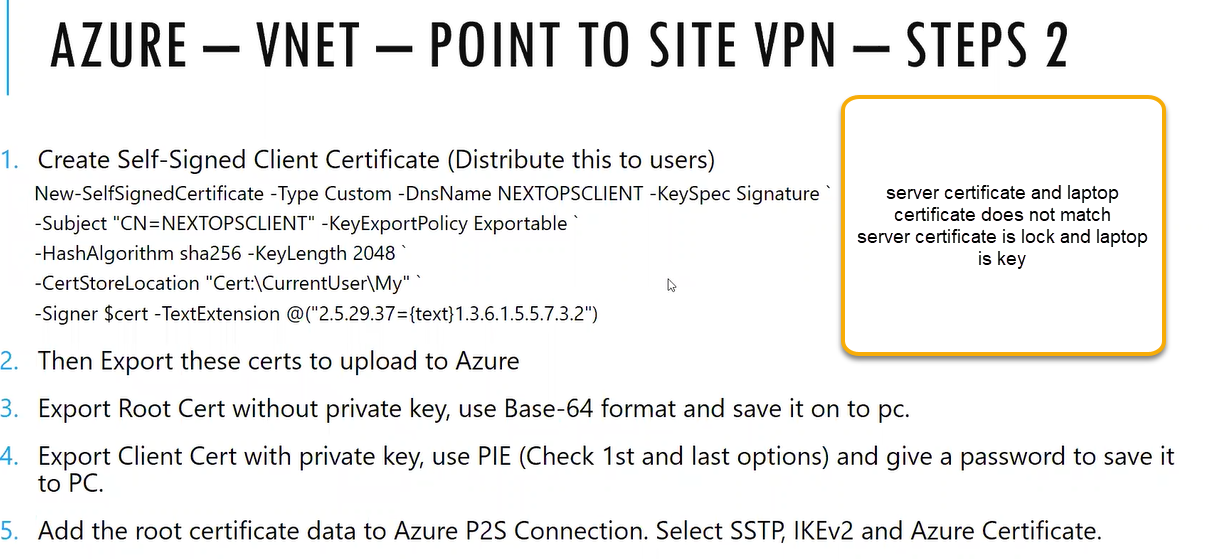 AZURE — VNET — POINT TO SITE VPN — STEPS 2
1. Create Self-Signed Client Certificate (Distribute this to users)
New-SelfSignedCertificate -Type Custom -DnsName NEXTOPSCLIENT -KeySpec Signature `
-Subject "CN=NEXTOPSCLIENT" -KeyExportPolicy Exportable `
-HashAlgorithm sha256 -KeyLength 2048 `
-CertStoreLocation "Cert:\CurrentUser\My" `
-Signer $cert -TextExtension @("2.5.29.37={text}1.3.6.1.5.5.7.3.2")
server certificate and laptop
certificate does not match
server certificate is lock and laptop
is key
2. Then Export these certs to upload to Azure
3. Export Root Cert without private key, use Base-64 format and save it on to pc.
4. Export Client Cert with private key, use PIE (Check 1st and last options) and give a password to save it
to PC.
5. Add the root certificate data to Azure P2S Connection. Select SSTP, IKEv2 and Azure Certificate.